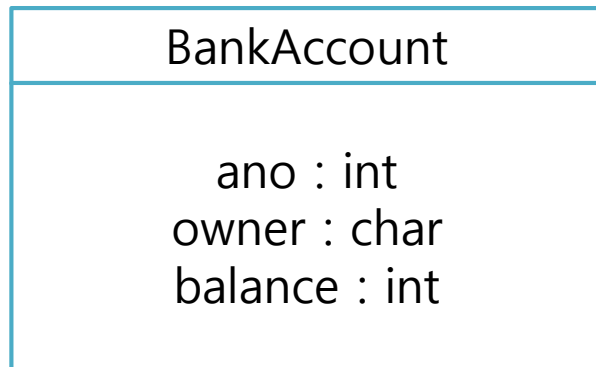 BankAccount
ano : int
owner : char
balance : int